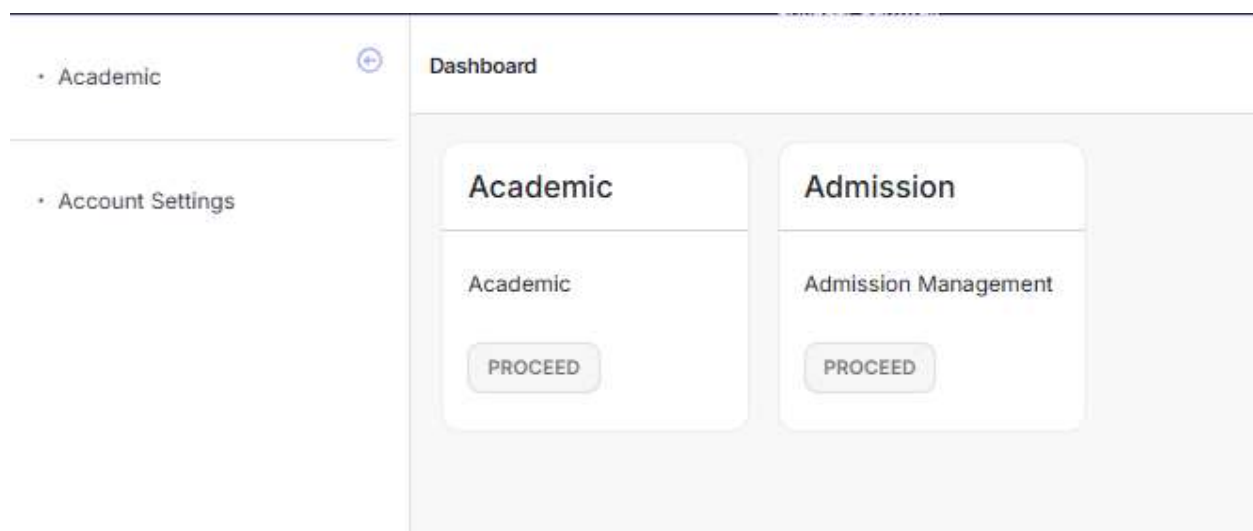 Academic
Account Settings
Dashboard
Academic
Academic
PROCEED
Admission
Admission Management
PROCEED